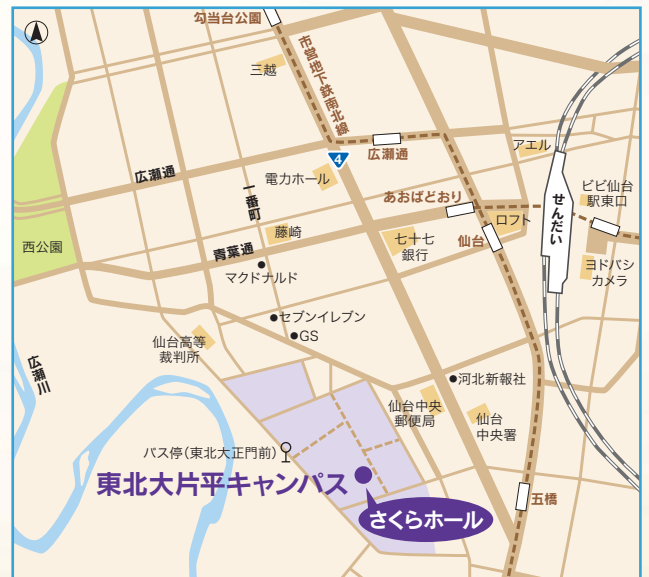 勾当台公園
三越
市営地下鉄南北線
広瀬通
アエル
4
広瀬通
電力ホール
一番町
あおばどおり
せんだい
ビビ仙台
駅東口
西公園
藤崎
七十七
銀行
仙台
ロフト
青葉通
マクドナルド
ヨドバシ
カメラ
セブンイレブン
GS
仙台高等
裁判所
広瀬川
河北新報社
仙台中央
郵便局
仙台
中央署
バス停(東北大正門前)
東北大片平キャンパス
五橋
さくらホール